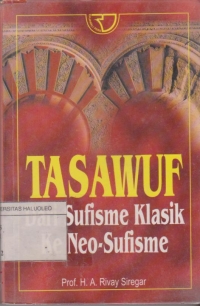 TASAWUF
Sufisme Klasik
Neo-Sufisme
Prof. H. A. Rivay Siregar